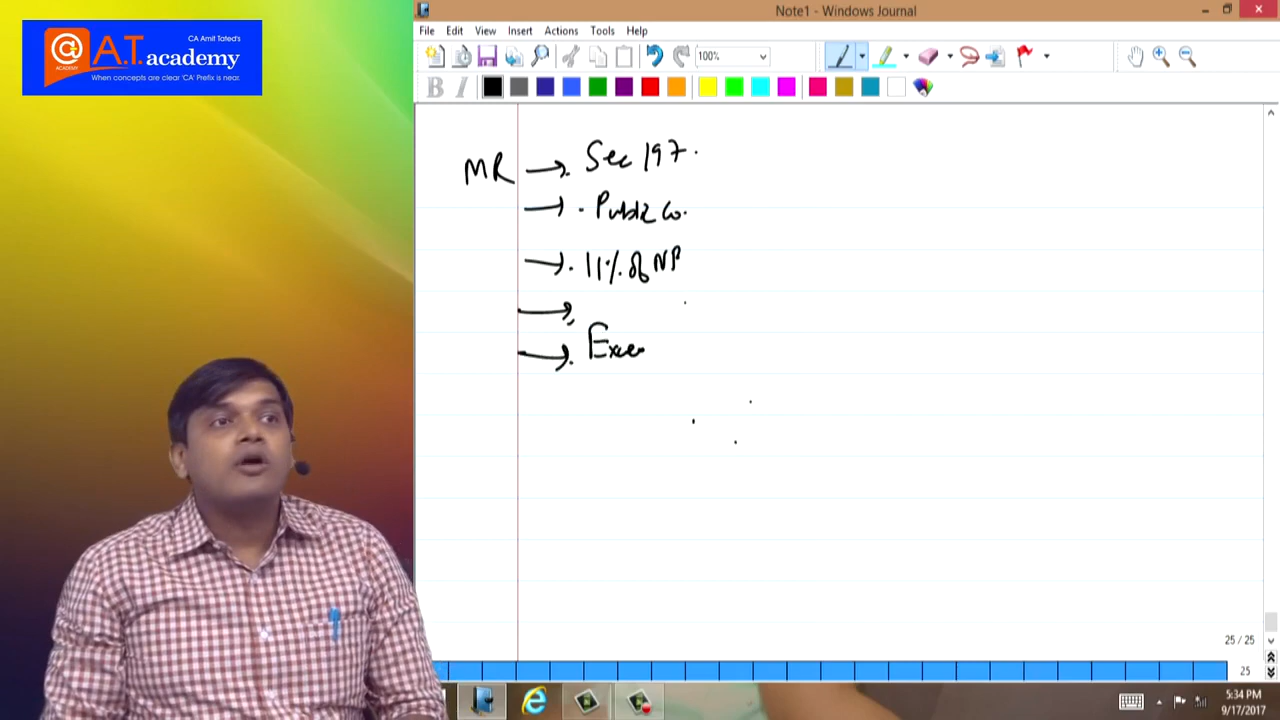 CA Amit Tated's
@ A.T. academy
ACADEMY
When concepts are clear 'CA' Prefix is near.
Note1 - Windows Journal
File Edit View Insert Actions Tools Help
100%
B I
MR → Sec 197.
→ Public Co.
→ 11% of NP
→
→ Exce
25 / 25
25
5:34 PM
9/17/2017